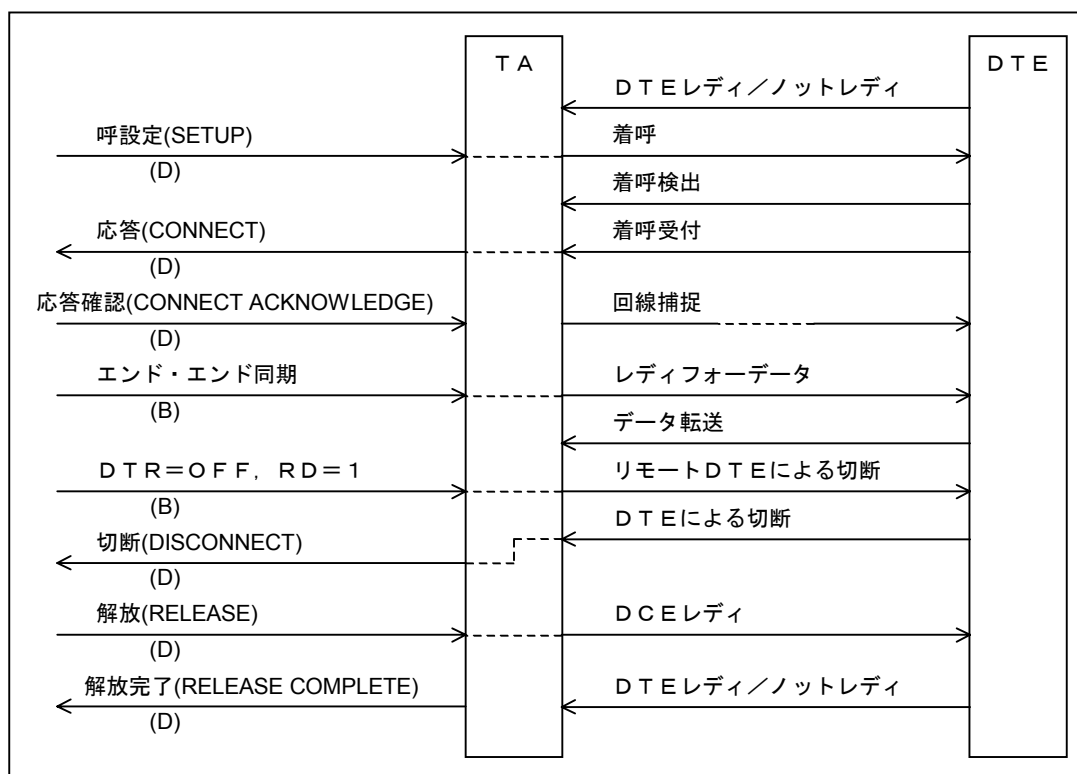 ＴＡ
ＤＴＥ
ＤＴＥレディ／ノットレディ
呼設定(SETUP)
着呼
(D)
着呼検出
応答(CONNECT)
着呼受付
(D)
応答確認(CONNECT ACKNOWLEDGE)
回線捕捉
(D)
エンド・エンド同期
レディフォーデータ
(B)
データ転送
ＤＴＲ＝ＯＦＦ，ＲＤ＝１
リモートＤＴＥによる切断
(B)
ＤＴＥによる切断
切断(DISCONNECT)
(D)
解放(RELEASE)
ＤＣＥレディ
(D)
解放完了(RELEASE COMPLETE)
ＤＴＥレディ／ノットレディ
(D)